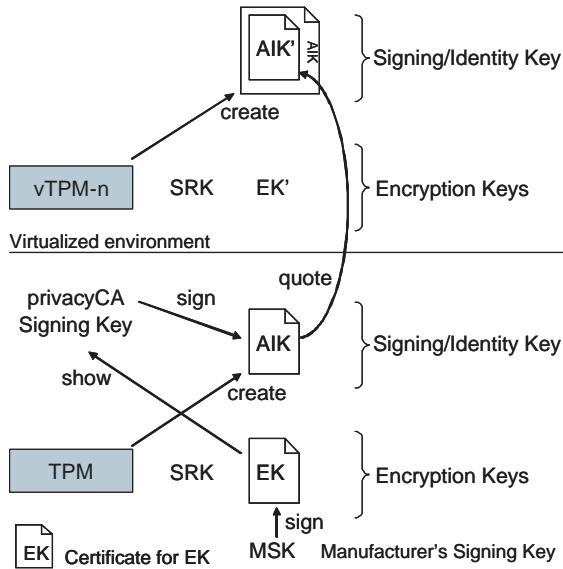 AIK'
AIK
Signing/Identity Key
create
vTPM-n
SRK
EK'
Encryption Keys
Virtualized environment
quote
privacyCA
Signing Key
sign
AIK
Signing/Identity Key
show
create
TPM
SRK
EK
Encryption Keys
sign
EK
Certificate for EK
MSK
Manufacturer's Signing Key